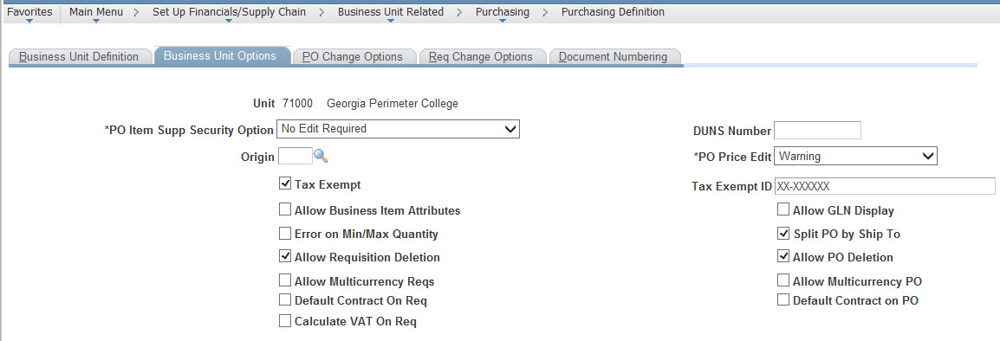 Favorites Main Menu > Set Up Financials/Supply Chain > Business Unit Related > Purchasing > Purchasing Definition
Business Unit Definition Business Unit Options PO Change Options Req Change Options Document Numbering
Unit 71000 Georgia Perimeter College
*PO Item Supp Security Option No Edit Required DUNS Number
Origin *PO Price Edit Warning
Tax Exempt Tax Exempt ID XX-XXXXXX
Allow Business Item Attributes Allow GLN Display
Error on Min/Max Quantity Split PO by Ship To
Allow Requisition Deletion Allow PO Deletion
Allow Multicurrency Reqs Allow Multicurrency PO
Default Contract On Req Default Contract on PO
Calculate VAT On Req